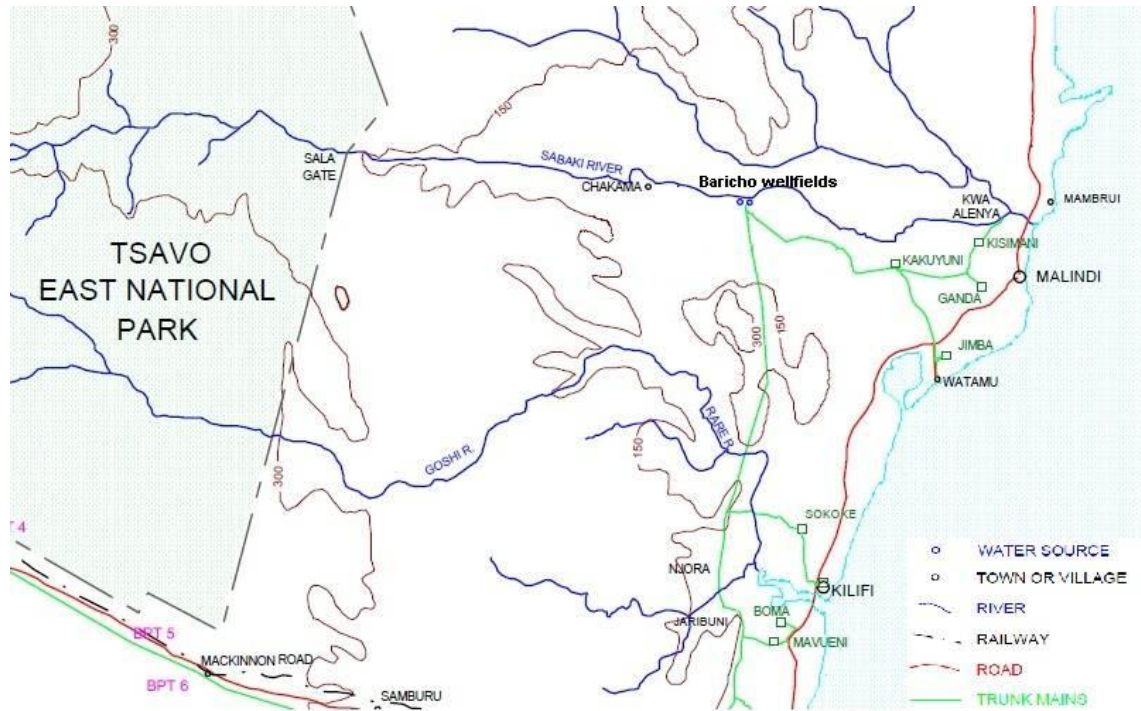 300
150
SALA
GATE
SABAKI RIVER
CHAKAMA
Baricho wellfields
KWA
ALENYA
MAMBRUI
KISIMANI
KAKUYUNI
MALINDI
GANDA
TSAVO
EAST NATIONAL
PARK
300
150
JIMBA
WATAMU
RARE R.
GOSHI R.
150
300
SOKOKE
T 4
NJORA
KILIFI
BOMA
JARIBUNI
MAVUENI
BPT 5
MACKINNON ROAD
BPT 6
SAMBURU
WATER SOURCE
TOWN OR VILLAGE
RIVER
RAILWAY
ROAD
TRUNK MAINS